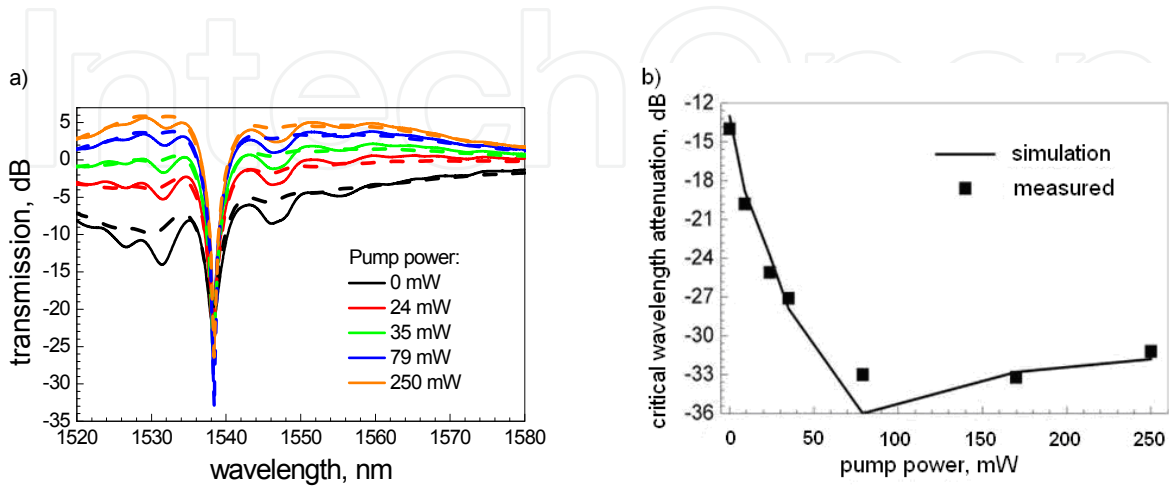 IntechOpen
a)
transmission, dB
5
0
-5
-10
-15
-20
-25
-30
-35
1520 1530 1540 1550 1560 1570 1580
wavelength, nm
Pump power:
0 mW
24 mW
35 mW
79 mW
250 mW
b)
critical wavelength attenuation, dB
-12
-15
-18
-21
-24
-27
-30
-33
-36
0 50 100 150 200 250
pump power, mW
simulation
measured